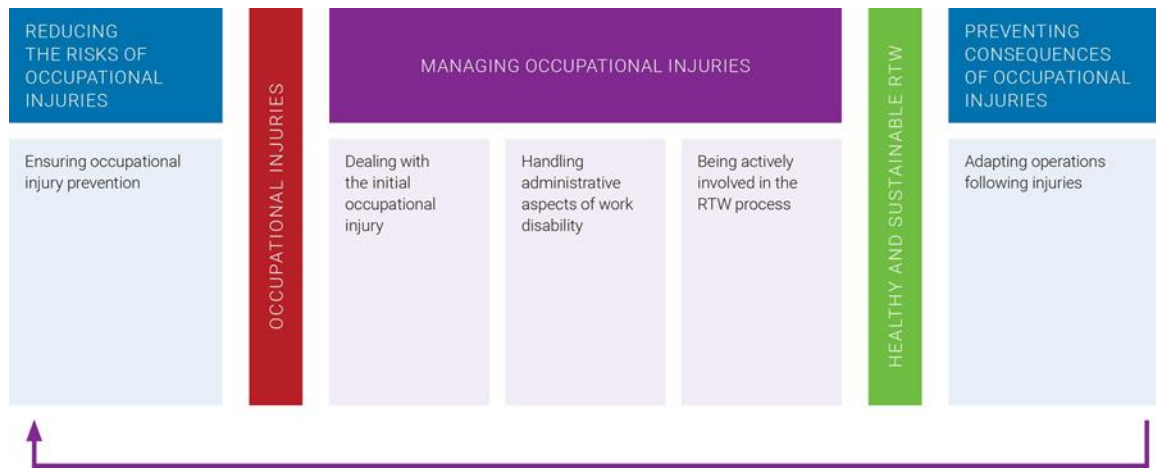 REDUCING
THE RISKS OF
OCCUPATIONAL
INJURIES
Ensuring occupational
injury prevention
OCCUPATIONAL INJURIES
MANAGING OCCUPATIONAL INJURIES
Dealing with
the initial
occupational
injury
Handling
administrative
aspects of work
disability
Being actively
involved in the
RTW process
HEALTHY AND SUSTAINABLE RTW
PREVENTING
CONSEQUENCES
OF OCCUPATIONAL
INJURIES
Adapting operations
following injuries